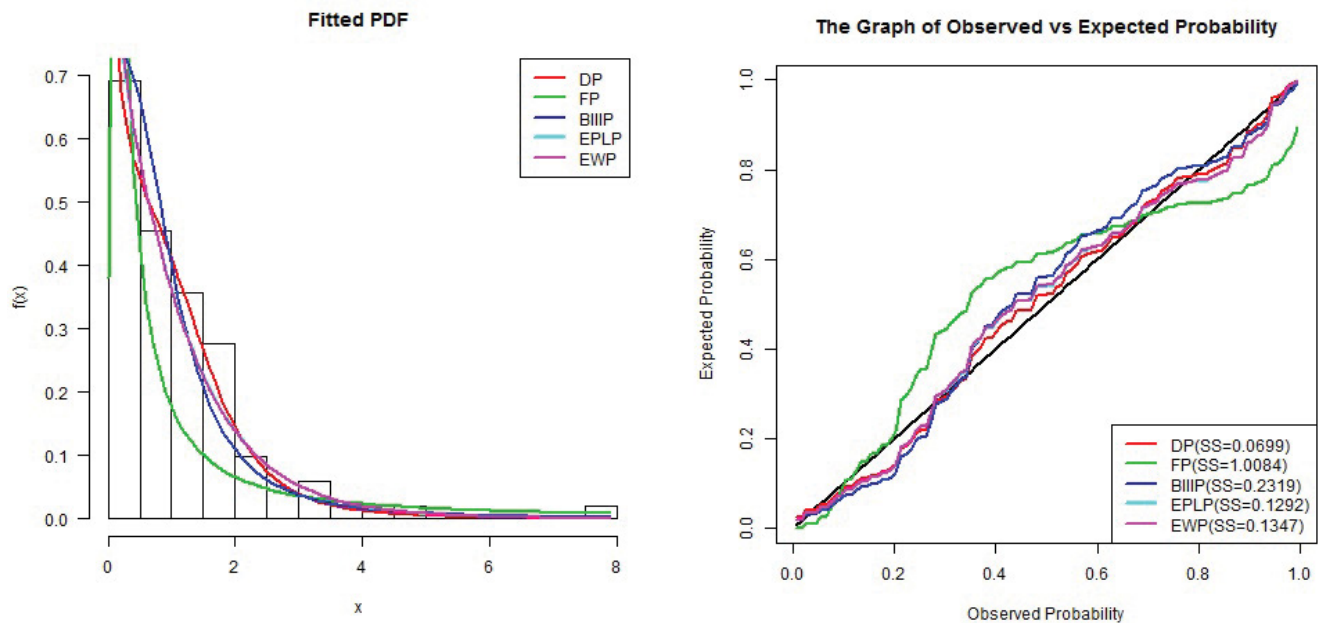 Fitted PDF
DP
FP
BIIIP
EPLP
EWP
f(x)
0.7
0.6
0.5
0.4
0.3
0.2
0.1
0.0
0 2 4 6 8
x
The Graph of Observed vs Expected Probability
Expected Probability
1.0
0.8
0.6
0.4
0.2
0.0
DP(SS=0.0699)
FP(SS=1.0084)
BIIIP(SS=0.2319)
EPLP(SS=0.1292)
EWP(SS=0.1347)
0.0 0.2 0.4 0.6 0.8 1.0
Observed Probability